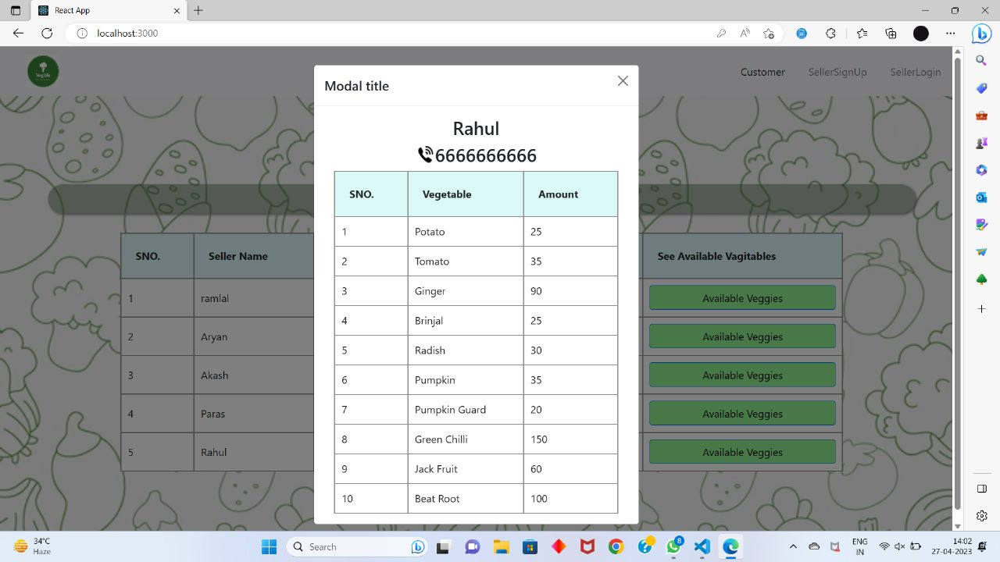 React App
localhost:3000
Vegible
Customer SellerSignUp SellerLogin
Modal title
Rahul
6666666666
SNO. Vegetable Amount
1 Potato 25
2 Tomato 35
3 Ginger 90
4 Brinjal 25
5 Radish 30
6 Pumpkin 35
7 Pumpkin Guard 20
8 Green Chilli 150
9 Jack Fruit 60
10 Beat Root 100
SNO. Seller Name See Available Vagitables
1 ramlal Available Veggies
2 Aryan Available Veggies
3 Akash Available Veggies
4 Paras Available Veggies
5 Rahul Available Veggies
34°C
Haze
Search
8
ENG
IN
14:02
27-04-2023